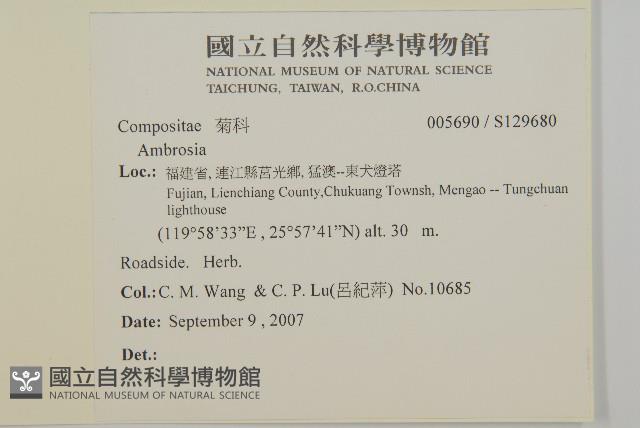 國立自然科學博物館
NATIONAL MUSEUM OF NATURAL SCIENCE
TAICHUNG, TAIWAN, R.O.CHINA
Compositae 菊科 005690 / S129680
Ambrosia
Loc.: 福建省, 連江縣莒光鄉, 猛澳--東犬燈塔
Fujian, Lienchiang County,Chukuang Townsh, Mengao -- Tungchuan
lighthouse
(119°58'33”E , 25°57'41”N) alt. 30 m.
Roadside. Herb.
Col.: C. M. Wang & C. P. Lu(呂紀萍) No.10685
Date: September 9 , 2007
Det.:
國立自然科學博物館
NATIONAL MUSEUM OF NATURAL SCIENCE